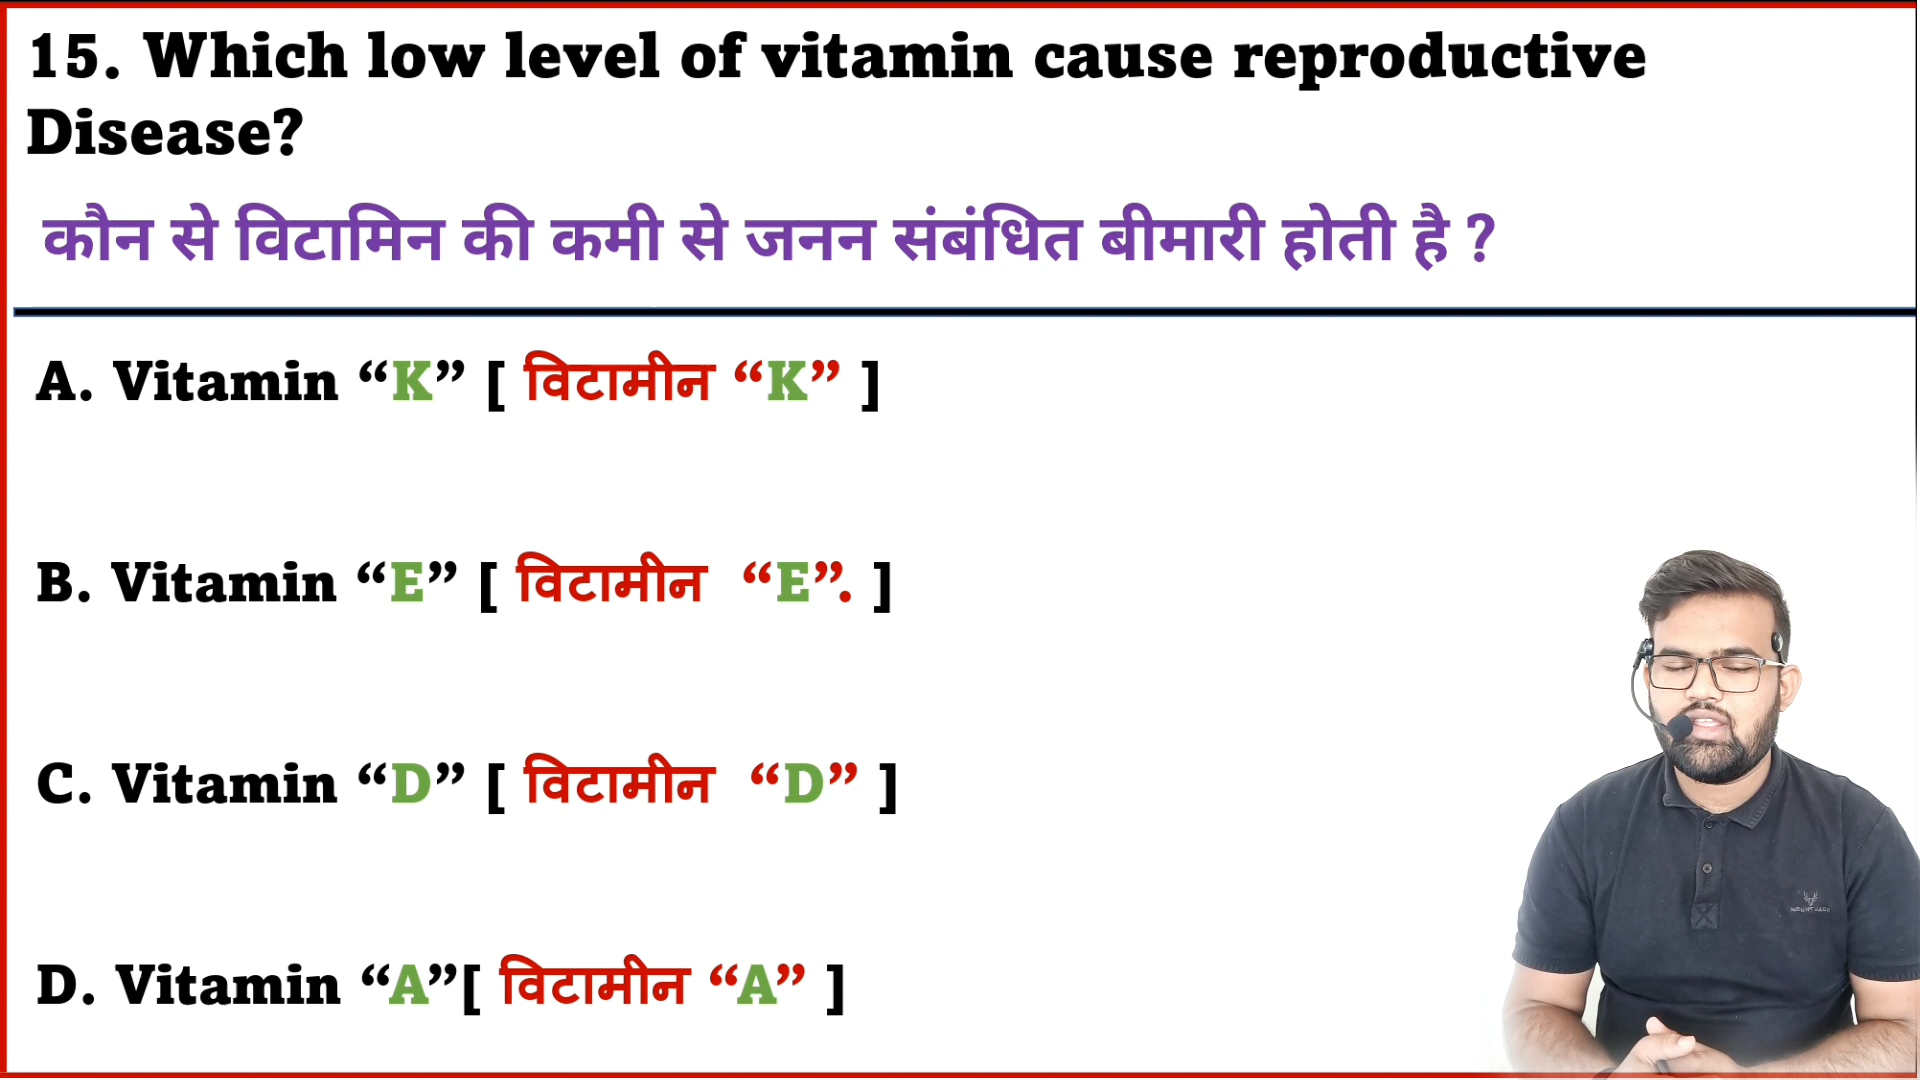 15. Which low level of vitamin cause reproductive
Disease?
कौन से विटामिन की कमी से जनन संबंधित बीमारी होती है ?
A. Vitamin “K” [ विटामीन “K” ]
B. Vitamin “E” [ विटामीन “E”. ]
C. Vitamin “D” [ विटामीन “D” ]
D. Vitamin “A”[ विटामीन “A” ]